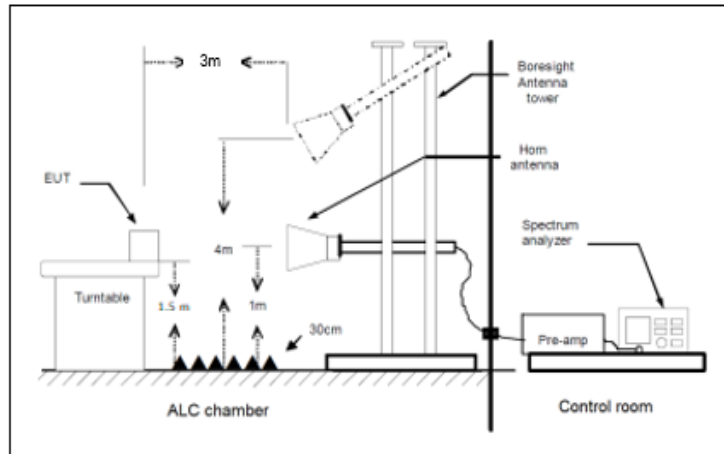 3m
Boresight
Antenna
tower
Horn
antenna
EUT
Spectrum
analyzer
4m
Turntable
1.5 m
1m
30cm
Pre-amp
ALC chamber
Control room